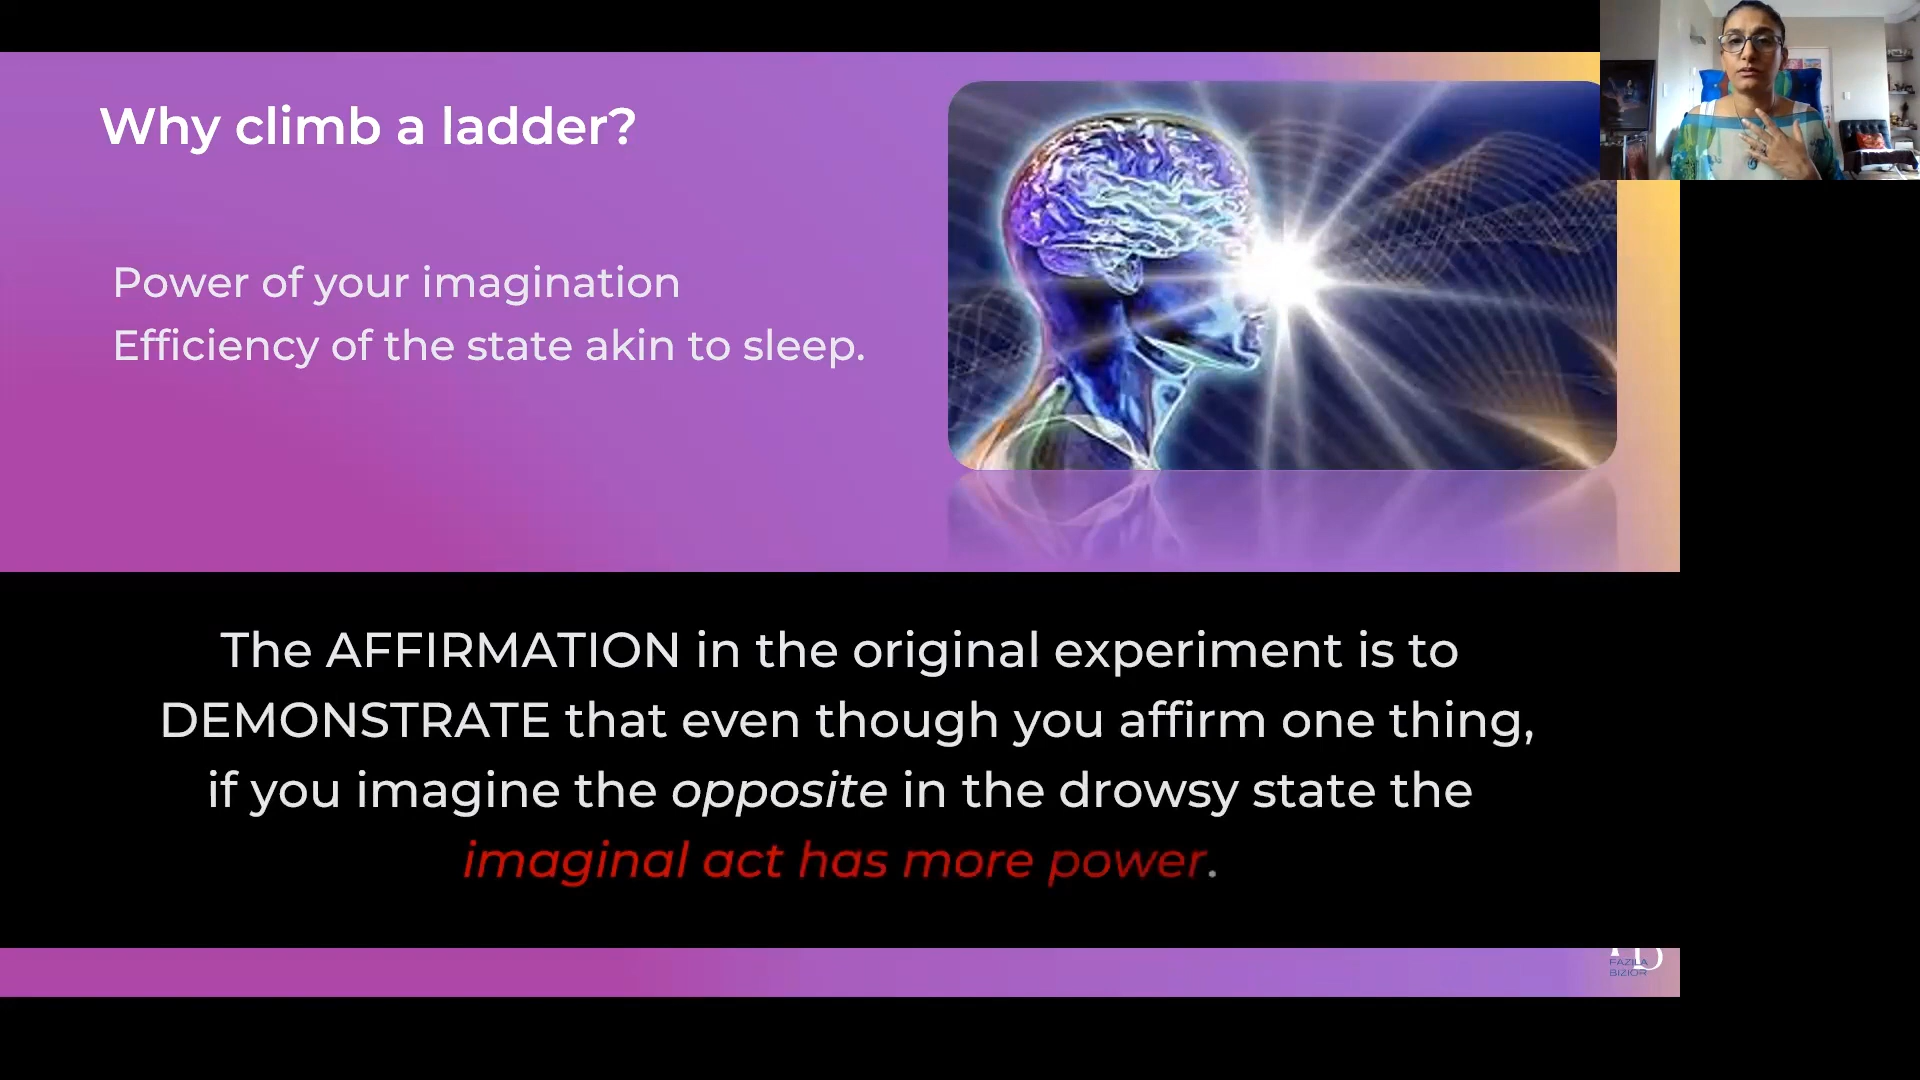 Why climb a ladder?
Power of your imagination
Efficiency of the state akin to sleep.
The AFFIRMATION in the original experiment is to
DEMONSTRATE that even though you affirm one thing,
if you imagine the opposite in the drowsy state the
imaginal act has more power.
FAZILA
BIZIOR